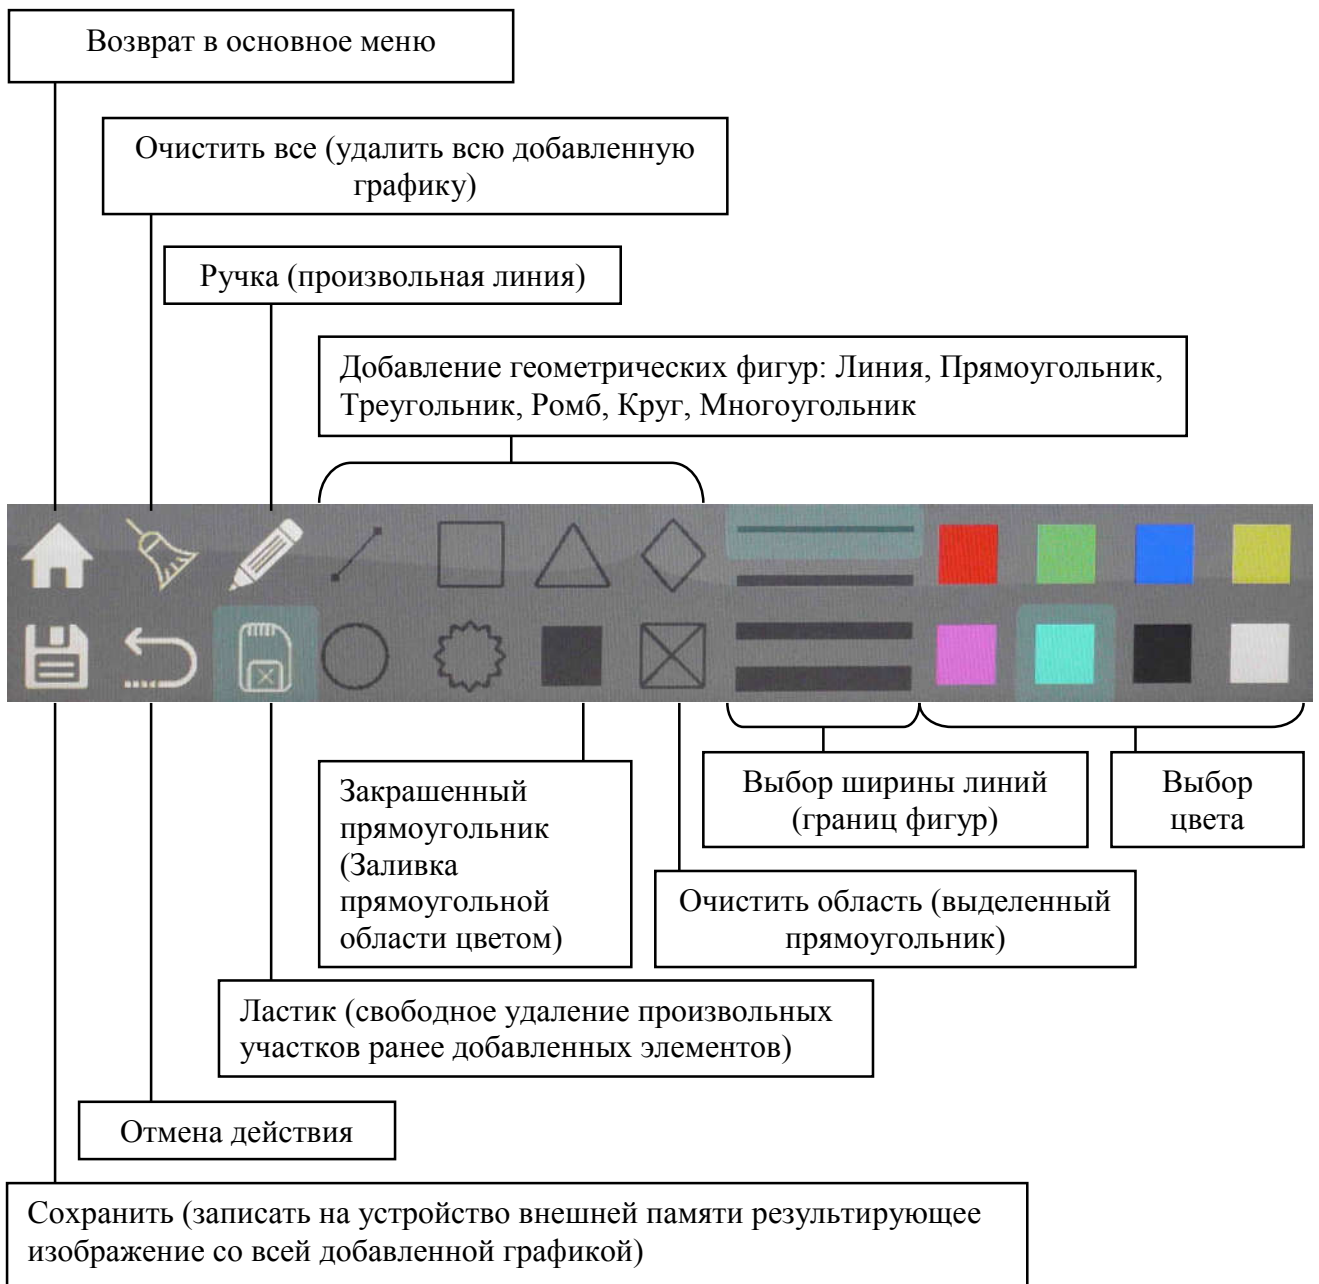 Возврат в основное меню
Очистить все (удалить всю добавленную
графику)
Ручка (произвольная линия)
Добавление геометрических фигур: Линия, Прямоугольник,
Треугольник, Ромб, Круг, Многоугольник
Закрашенный
прямоугольник
(Заливка
прямоугольной
области цветом)
Выбор ширины линий
(границ фигур)
Выбор
цвета
Очистить область (выделенный
прямоугольник)
Ластик (свободное удаление произвольных
участков ранее добавленных элементов)
Отмена действия
Сохранить (записать на устройство внешней памяти результирующее
изображение со всей добавленной графикой)